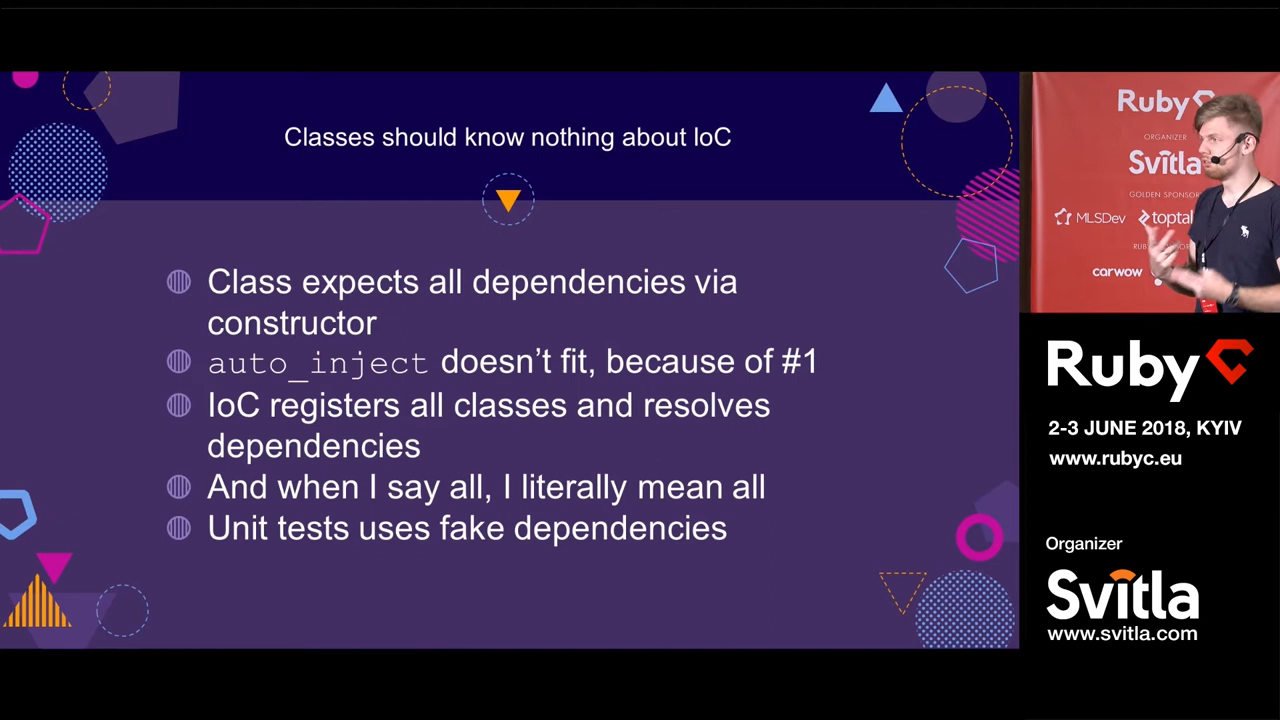 Classes should know nothing about IoC
Class expects all dependencies via
constructor
auto_inject doesn't fit, because of #1
IoC registers all classes and resolves
dependencies
And when I say all, I literally mean all
Unit tests uses fake dependencies
Ruby
ORGANIZER
Svitla
GOLDEN SPONSOR
MLSDev
toptal
carwow
Ruby
2-3 JUNE 2018, KYIV
www.rubyc.eu
Organizer
Svitla
www.svitla.com